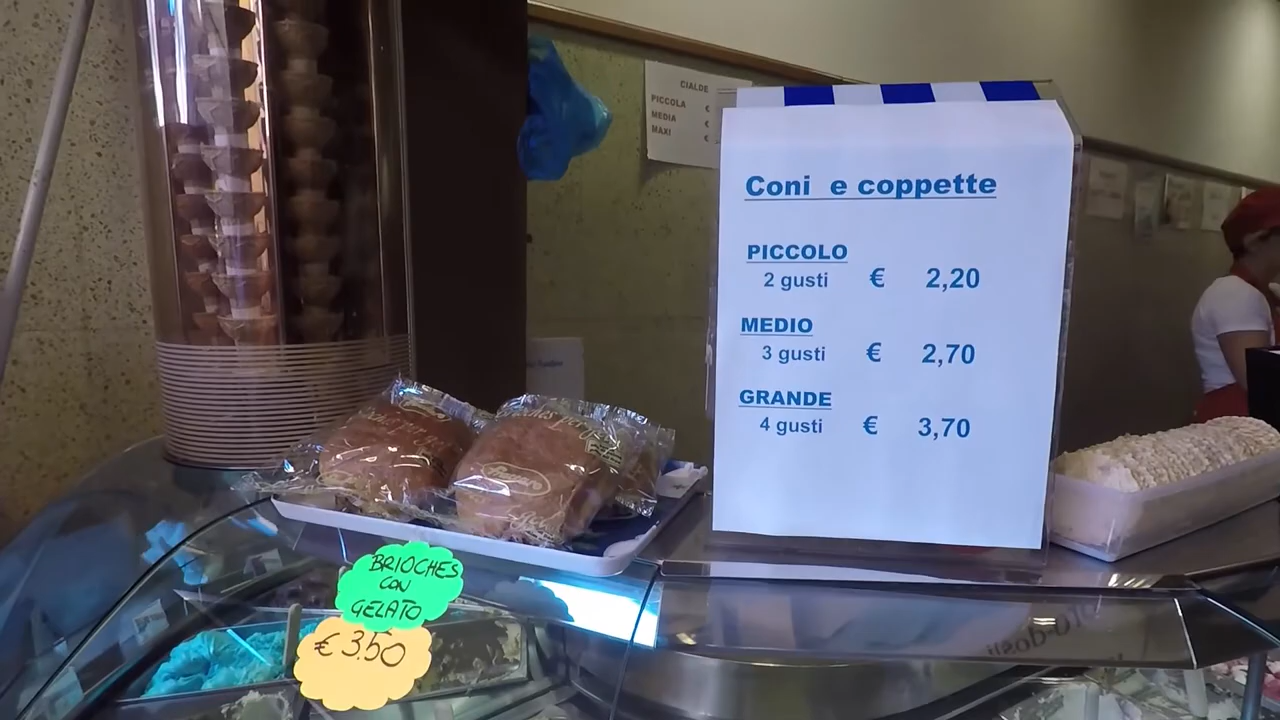 CIALDE
PICCOLA €
MEDIA €
MAXI €
Coni e coppette
PICCOLO
2 gusti € 2,20
MEDIO
3 gusti € 2,70
GRANDE
4 gusti € 3,70
BRIOCHES
CON
GELATO
€ 3.50